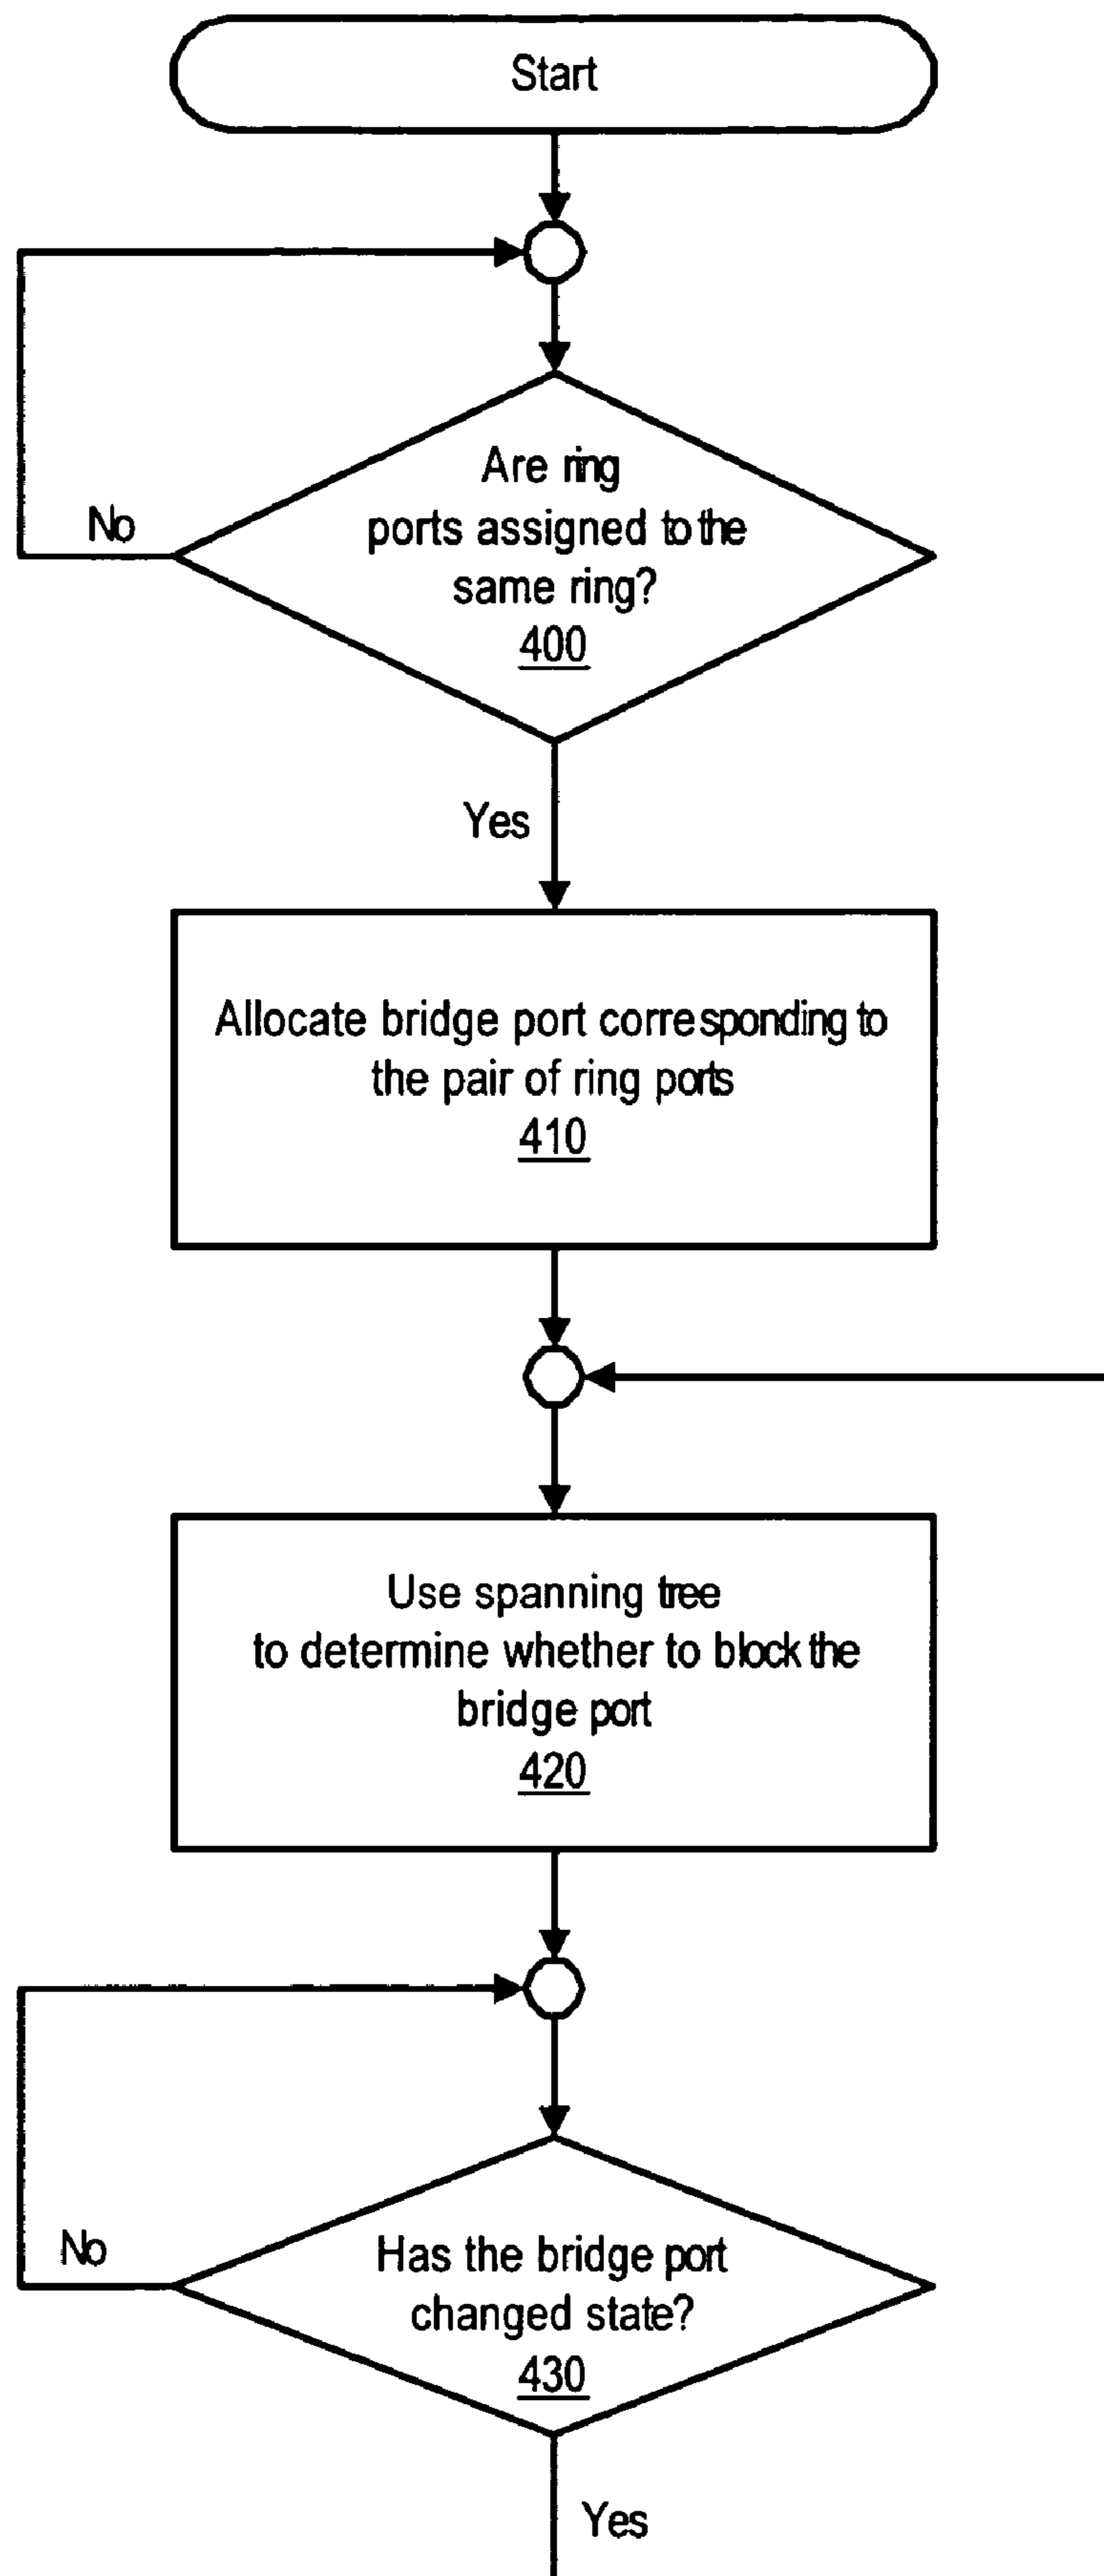 Start
Are ring
ports assigned to the
same ring?
400
No
Yes
Allocate bridge port corresponding to
the pair of ring ports
410
Use spanning tree
to determine whether to block the
bridge port
420
No
Has the bridge port
changed state?
430
Yes